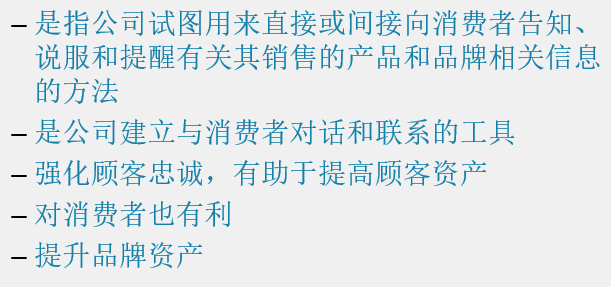 – 是指公司试图用来直接或间接向消费者告知、
说服和提醒有关其销售的产品和品牌相关信息
的方法
– 是公司建立与消费者对话和联系的工具
– 强化顾客忠诚，有助于提高顾客资产
– 对消费者也有利
– 提升品牌资产